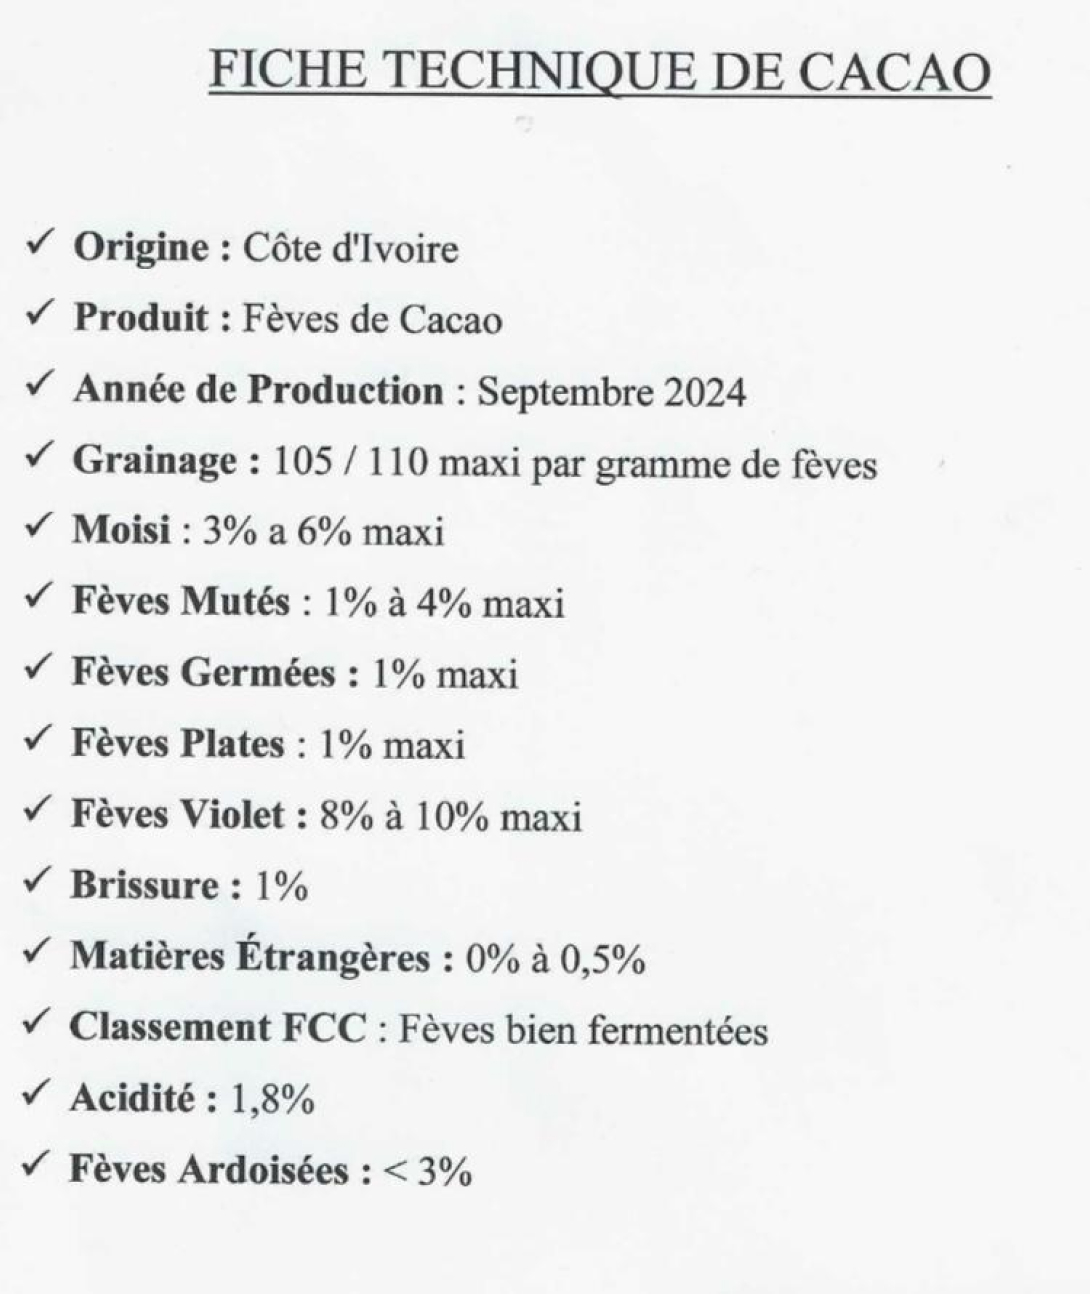 FICHE TECHNIQUE DE CACAO
✓ Origine : Côte d'Ivoire
✓ Produit : Fèves de Cacao
✓ Année de Production : Septembre 2024
✓ Grainage : 105 / 110 maxi par gramme de fèves
✓ Moisi : 3% a 6% maxi
✓ Fèves Mutés : 1% à 4% maxi
✓ Fèves Germées : 1% maxi
✓ Fèves Plates : 1% maxi
✓ Fèves Violet : 8% à 10% maxi
✓ Brissure : 1%
✓ Matières Étrangères : 0% à 0,5%
✓ Classement FCC : Fèves bien fermentées
✓ Acidité : 1,8%
✓ Fèves Ardoisées : < 3%